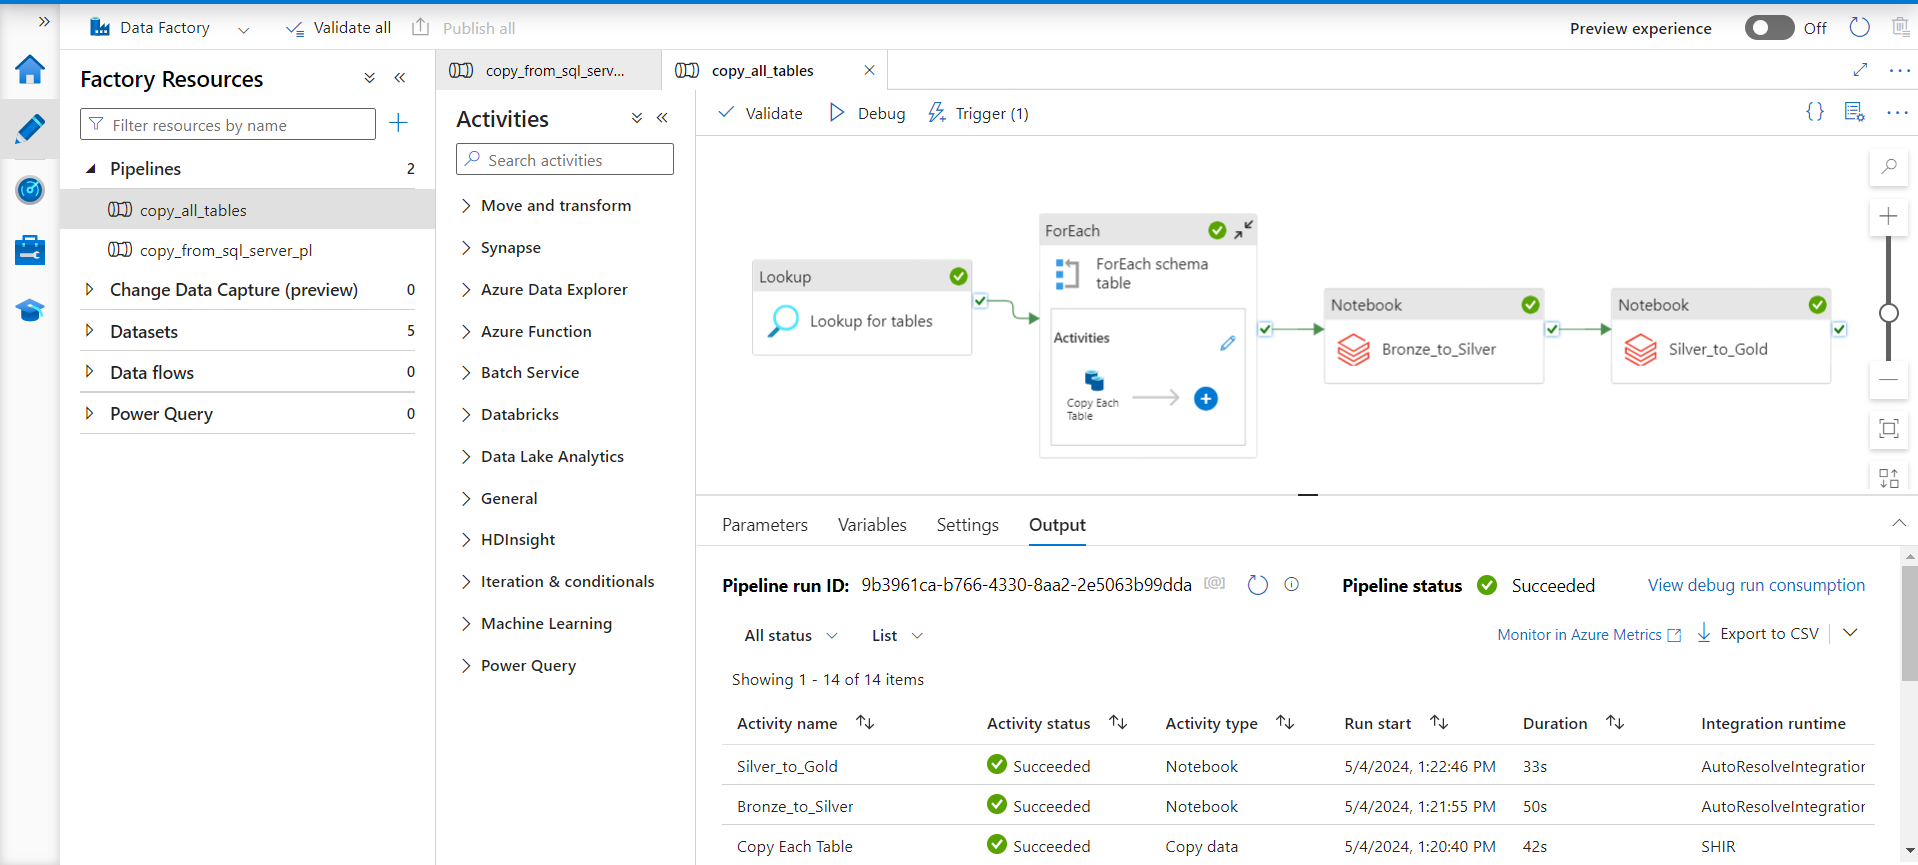 Data Factory
Validate all
Publish all
Preview experience
Off
Factory Resources
Filter resources by name
Pipelines 2
copy_all_tables
copy_from_sql_server_pl
Change Data Capture (preview) 0
Datasets 5
Data flows 0
Power Query 0
copy_from_sql_serv...
copy_all_tables
Activities
Search activities
Move and transform
Synapse
Azure Data Explorer
Azure Function
Batch Service
Databricks
Data Lake Analytics
General
HDInsight
Iteration & conditionals
Machine Learning
Power Query
Validate
Debug
Trigger (1)
Lookup
Lookup for tables
ForEach
ForEach schema
table
Activities
Copy Each
Table
Notebook
Bronze_to_Silver
Notebook
Silver_to_Gold
Parameters Variables Settings Output
Pipeline run ID: 9b3961ca-b766-4330-8aa2-2e5063b99dda
Pipeline status Succeeded
View debug run consumption
All status List
Monitor in Azure Metrics
Export to CSV
Showing 1 - 14 of 14 items
Activity name Activity status Activity type Run start Duration Integration runtime
Silver_to_Gold Succeeded Notebook 5/4/2024, 1:22:46 PM 33s AutoResolveIntegration
Bronze_to_Silver Succeeded Notebook 5/4/2024, 1:21:55 PM 50s AutoResolveIntegration
Copy Each Table Succeeded Copy data 5/4/2024, 1:20:40 PM 42s SHIR